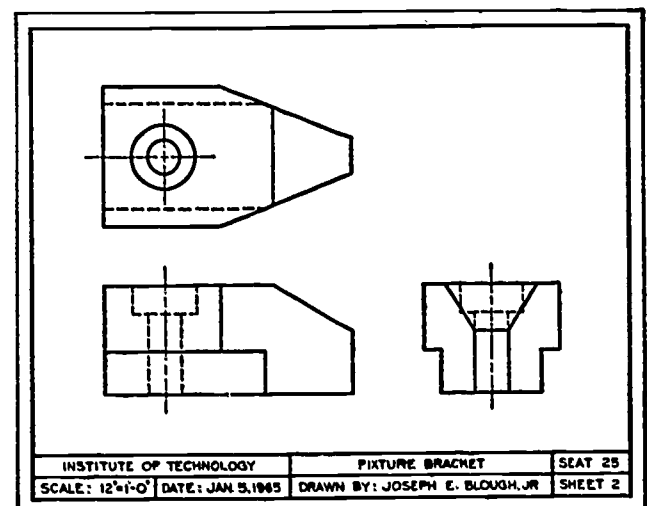 INSTITUTE OF TECHNOLOGY
FIXTURE BRACKET
SEAT 25
SCALE: 12"=1'-0"
DATE: JAN. 5, 1965
DRAWN BY: JOSEPH E. BLOUGH, JR
SHEET 2